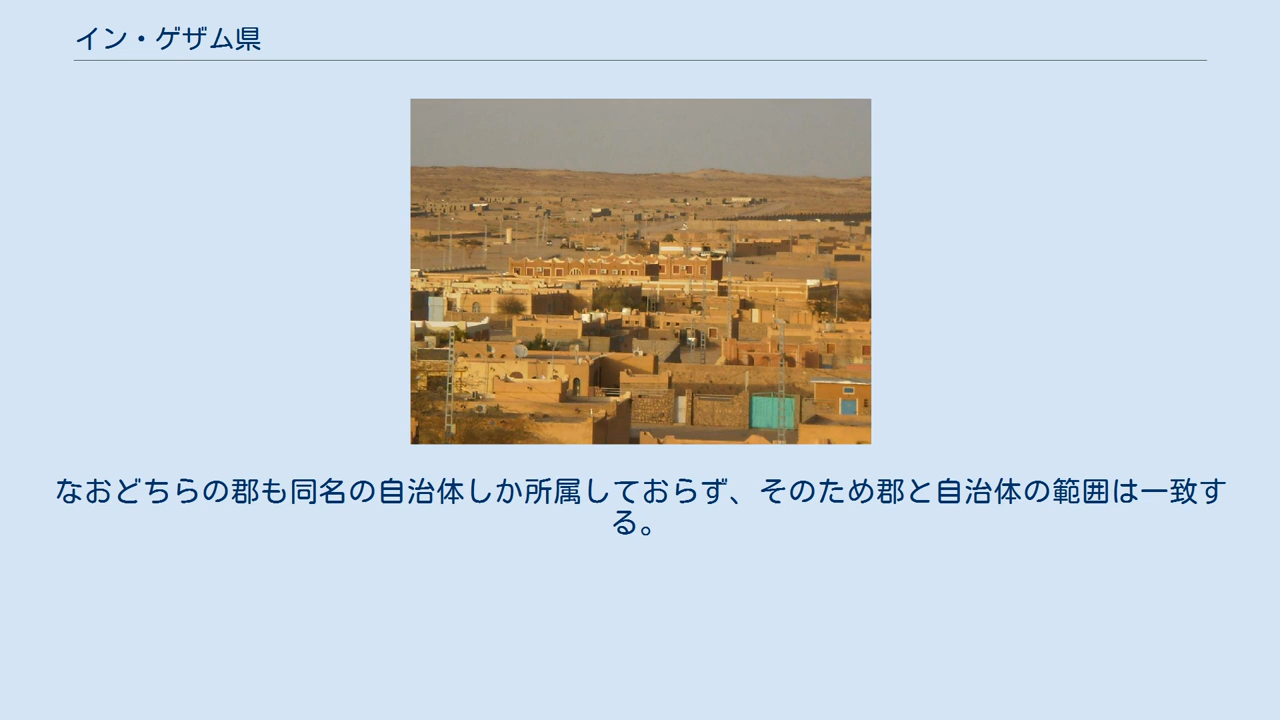 イン・ゲザム県
なおどちらの郡も同名の自治体しか所属しておらず、そのため郡と自治体の範囲は一致す
る。